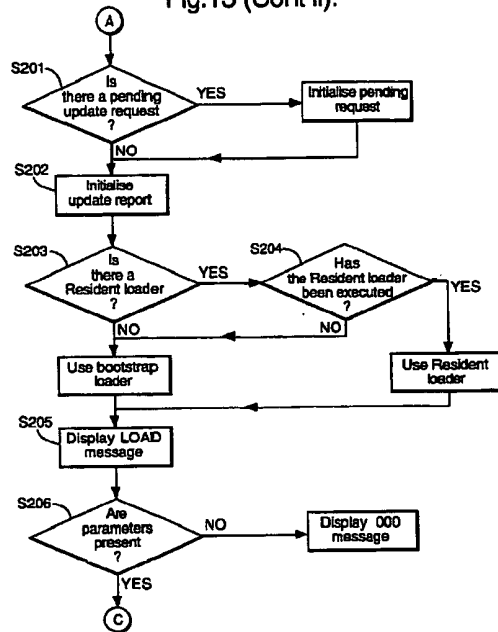 Fig.13 (Cont II).
A
S201
Is
there a pending
update request
?
YES
Initialise pending
request
NO
S202
Initialise
update report
S203
Is
there a
Resident loader
?
YES
S204
Has
the Resident loader
been executed
?
YES
NO
NO
Use bootstrap
loader
Use Resident
loader
S205
Display LOAD
message
S206
Are
parameters
present
?
NO
Display 000
message
YES
C